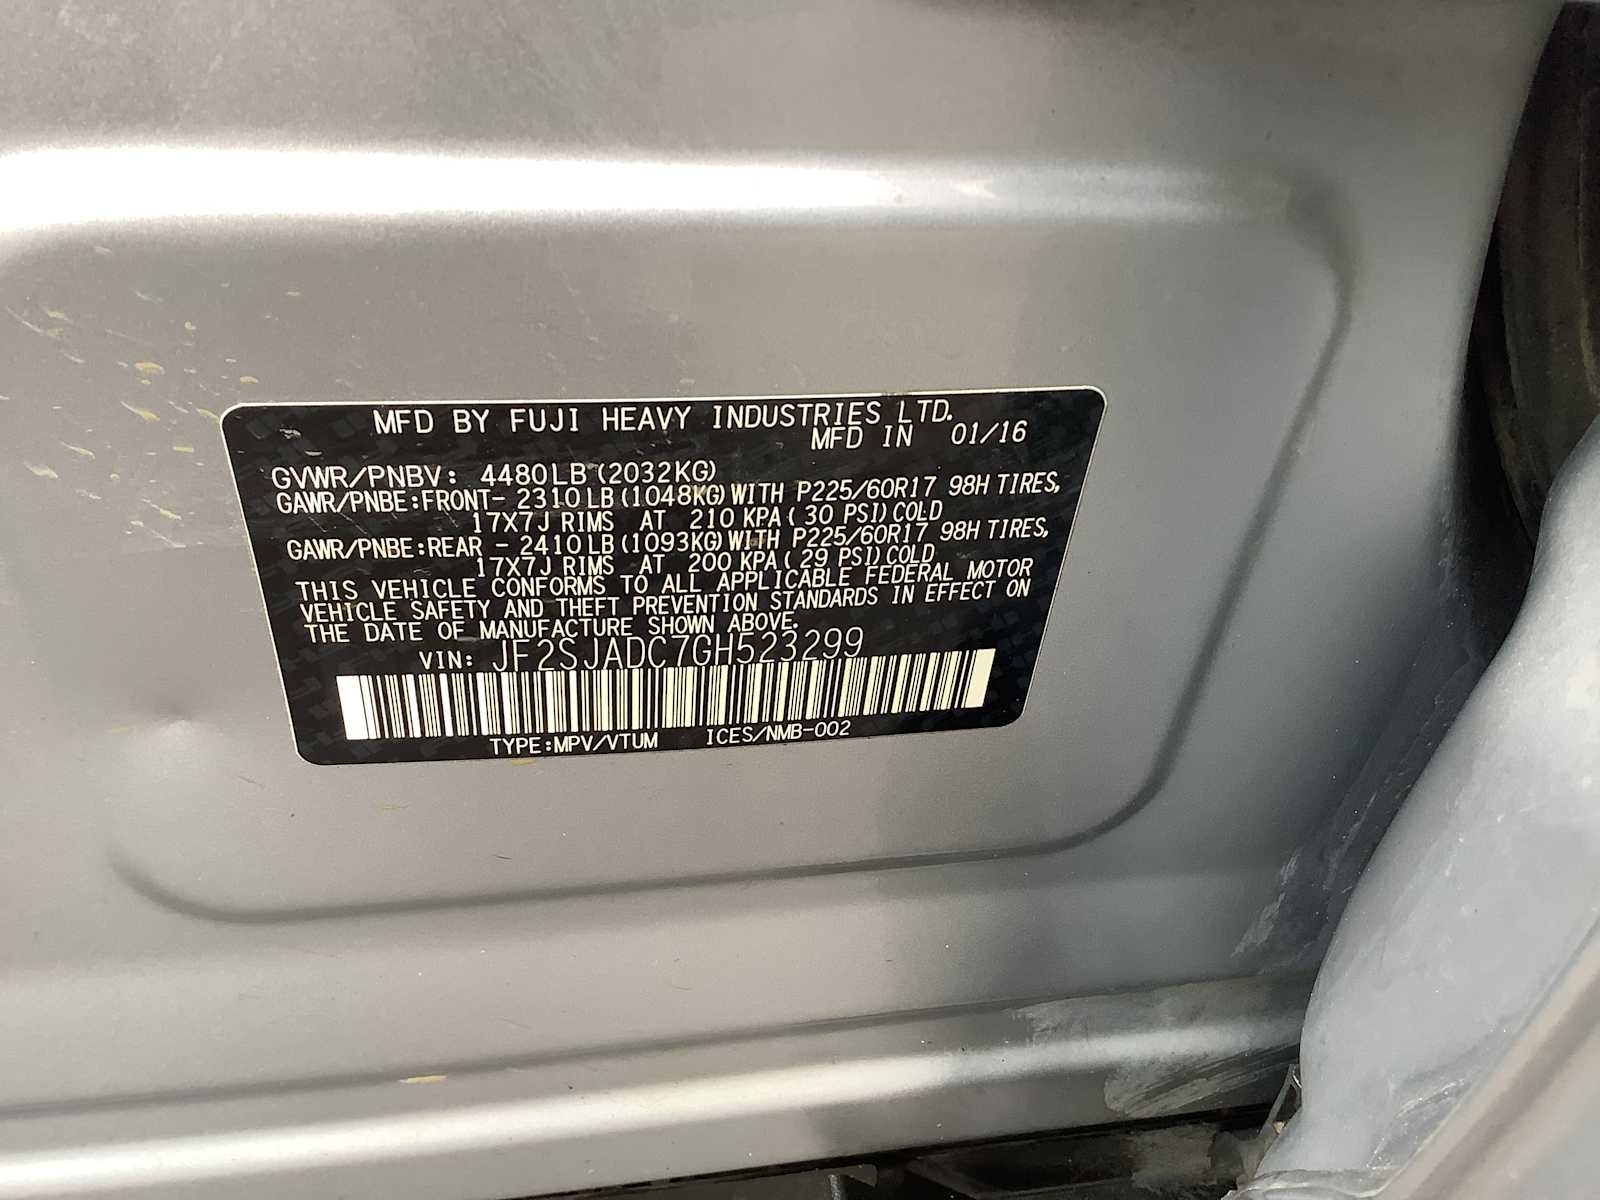 MFD BY FUJI HEAVY INDUSTRIES LTD.
MFD IN 01/16
GVWR/PNBV: 4480LB (2032KG)
GAWR/PNBE:FRONT- 2310LB (1048KG) WITH P225/60R17 98H TIRES,
17X7J RIMS AT 210 KPA ( 30 PSI) COLD
GAWR/PNBE:REAR - 2410LB (1093KG) WITH P225/60R17 98H TIRES,
17X7J RIMS AT 200 KPA ( 29 PSI) COLD
THIS VEHICLE CONFORMS TO ALL APPLICABLE FEDERAL MOTOR
VEHICLE SAFETY AND THEFT PREVENTION STANDARDS IN EFFECT ON
THE DATE OF MANUFACTURE SHOWN ABOVE.
VIN: JF2SJADC7GH523299
TYPE:MPV/VTUM ICES/NMB-002